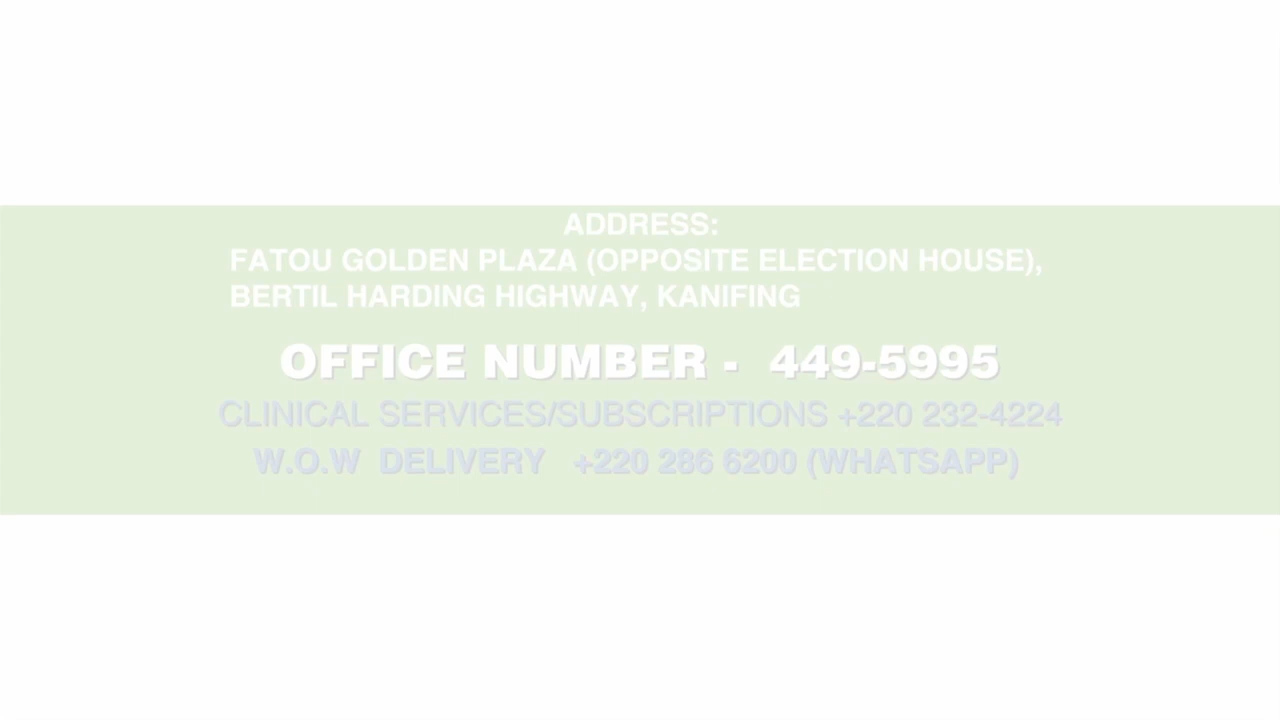 ADDRESS:
FATOU GOLDEN PLAZA (OPPOSITE ELECTION HOUSE),
BERTIL HARDING HIGHWAY, KANIFING
OFFICE NUMBER - 449-5995
CLINICAL SERVICES/SUBSCRIPTIONS +220 232-4224
W.O.W DELIVERY +220 286 6200 (WHATSAPP)